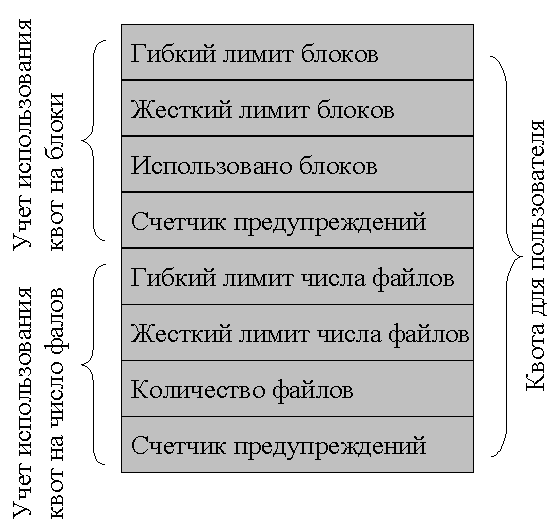 Учет использования
квот на блоки
Гибкий лимит блоков
Жесткий лимит блоков
Использовано блоков
Счетчик предупреждений
Учет использования
квот на число фалов
Гибкий лимит числа файлов
Жесткий лимит числа файлов
Количество файлов
Счетчик предупреждений
Квота для пользователя